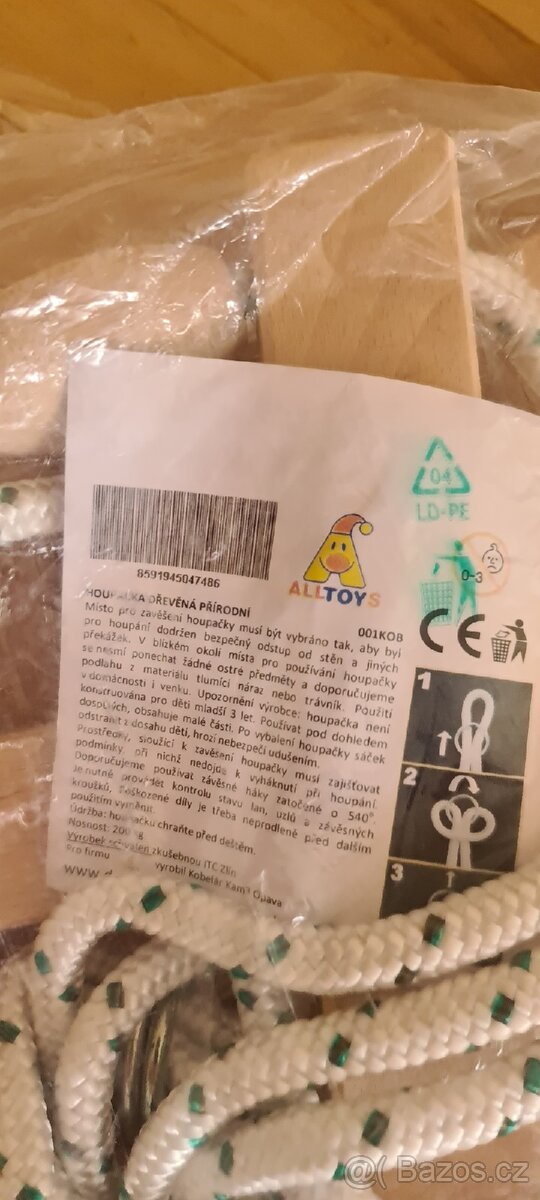 04
LD-PE
8591945047486
ALLTOYS
0-3
CE
HOUPAČKA DŘEVĚNÁ PŘÍRODNÍ
001KOB
Místo pro zavěšení houpačky musí být vybráno tak, aby byl
pro houpání dodržen bezpečný odstup od stěn a jiných
překážek. V blízkém okolí místa pro používání houpačky
se nesmí ponechat žádné ostré předměty a doporučujeme
podlahu z materiálu tlumící náraz nebo trávník. Použití
v domácnosti i venku. Upozornění výrobce: houpačka není
konstruována pro děti mladší 3 let. Používat pod dohledem
dospělých, obsahuje malé části. Po vybalení houpačky sáček
odstranit z dosahu dětí, hrozí nebezpečí udušením.
Prostředky, sloužící k zavěšení houpačky musí zajišťovat
podmínky při nichž nedojde k vyháknutí při houpání.
Doporučujeme používat závěsné háky zatočené o 540°.
Je nutné provádět kontrolu stavu lan, uzlů a závěsných
kroužků. Poškozené díly je třeba neprodleně před dalším
použitím vyměnit.
Údržba: houpačku chraňte před deštěm.
Nosnost: 200 kg
Výrobek schválen zkušebnou ITC Zlín
Pro firmu vyrobil Kobelár Kamil Opava
www.
1
2
3
@( Bazos.cz